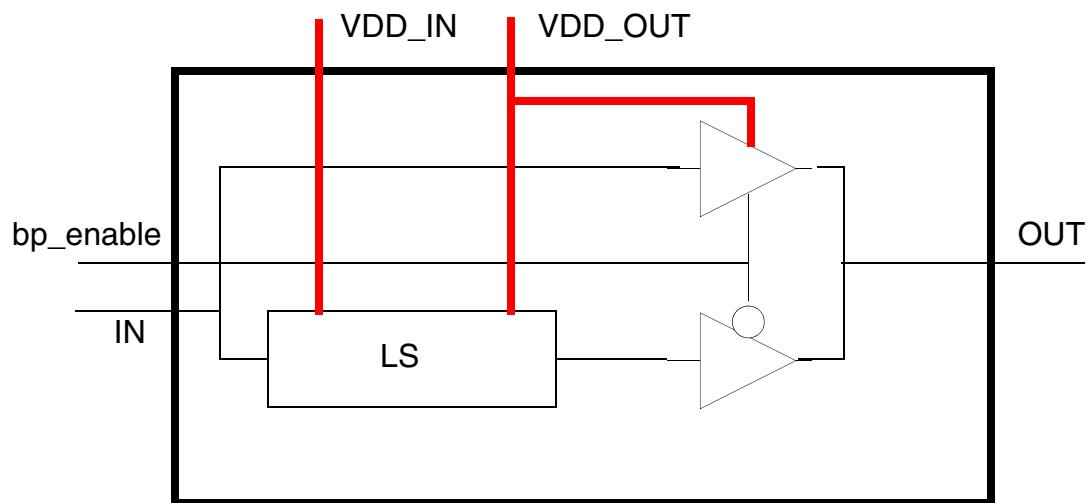 VDD_IN
VDD_OUT
bp_enable
OUT
IN
LS